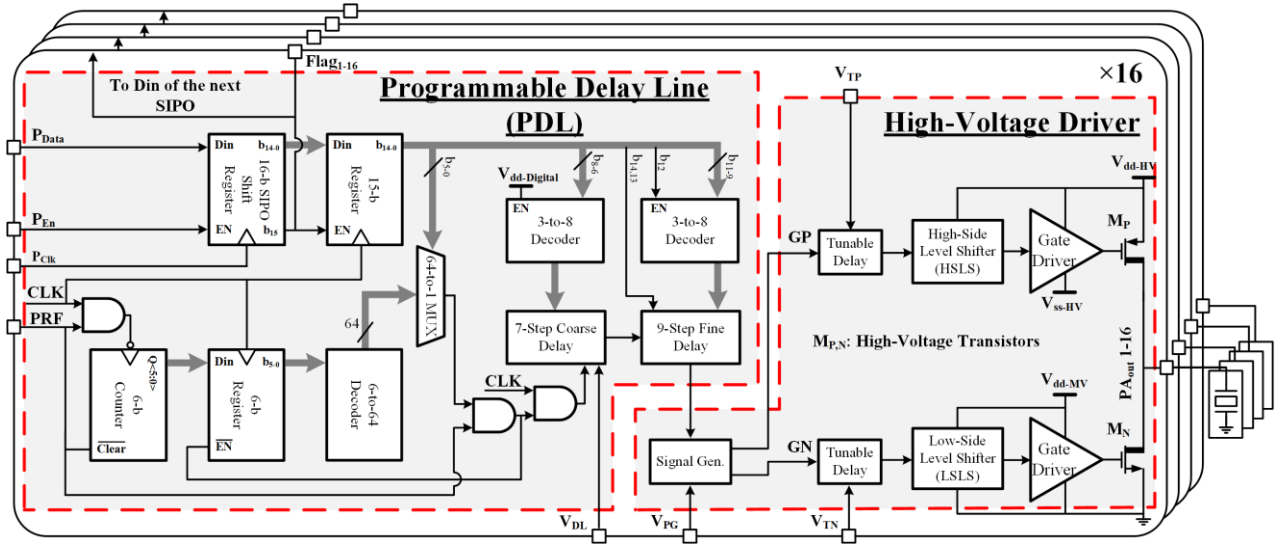 Flag1-16
×16
To Din of the next
SIPO
Programmable Delay Line
(PDL)
VTP
High-Voltage Driver
PData
Din
b14-0
16-b SIPO
Shift
Register
EN
b15
Din
b14-0
15-b
Register
EN
b5-0
b8-6
b14,13
b12
b11-9
Vdd-Digital
EN
3-to-8
Decoder
EN
3-to-8
Decoder
Vdd-HV
PEn
PClk
GP
Tunable
Delay
High-Side
Level Shifter
(HSLS)
Gate
Driver
MP
Vss-HV
64-to-1 MUX
CLK
PRF
64
7-Step Coarse
Delay
9-Step Fine
Delay
MP,N: High-Voltage Transistors
PAout 1-16
Q<5:0>
6-b
Counter
Clear
Din
b5-0
6-b
Register
EN
6-to-64
Decoder
CLK
Vdd-MV
Signal Gen.
GN
Tunable
Delay
Low-Side
Level Shifter
(LSLS)
Gate
Driver
MN
VDL
VPG
VTN